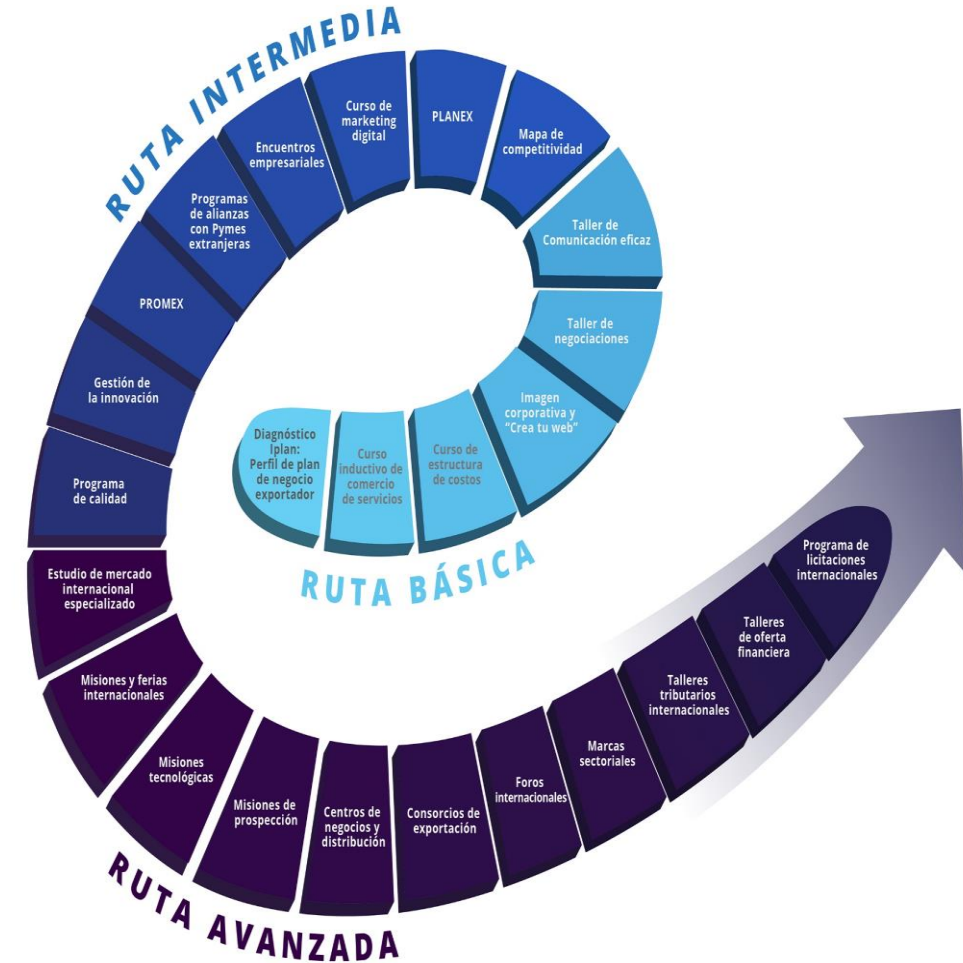 RUTA BÁSICA
Diagnóstico
Iplan:
Perfil de plan
de negocio
exportador
Curso
inductivo de
comercio
de servicios
Curso de
estructura
de costos
Imagen
corporativa y
“Crea tu web”
Taller de
negociaciones
Taller de
Comunicación eficaz
RUTA INTERMEDIA
Mapa de
competitividad
PLANEX
Curso de
marketing
digital
Encuentros
empresariales
Programas
de alianzas
con Pymes
extranjeras
PROMEX
Gestión de
la innovación
Programa
de calidad
RUTA AVANZADA
Estudio de mercado
internacional
especializado
Misiones y ferias
internacionales
Misiones
tecnológicas
Misiones de
prospección
Centros de
negocios y
distribución
Consorcios de
exportación
Foros
internacionales
Marcas
sectoriales
Talleres
tributarios
internacionales
Talleres
de oferta
financiera
Programa de
licitaciones
internacionales